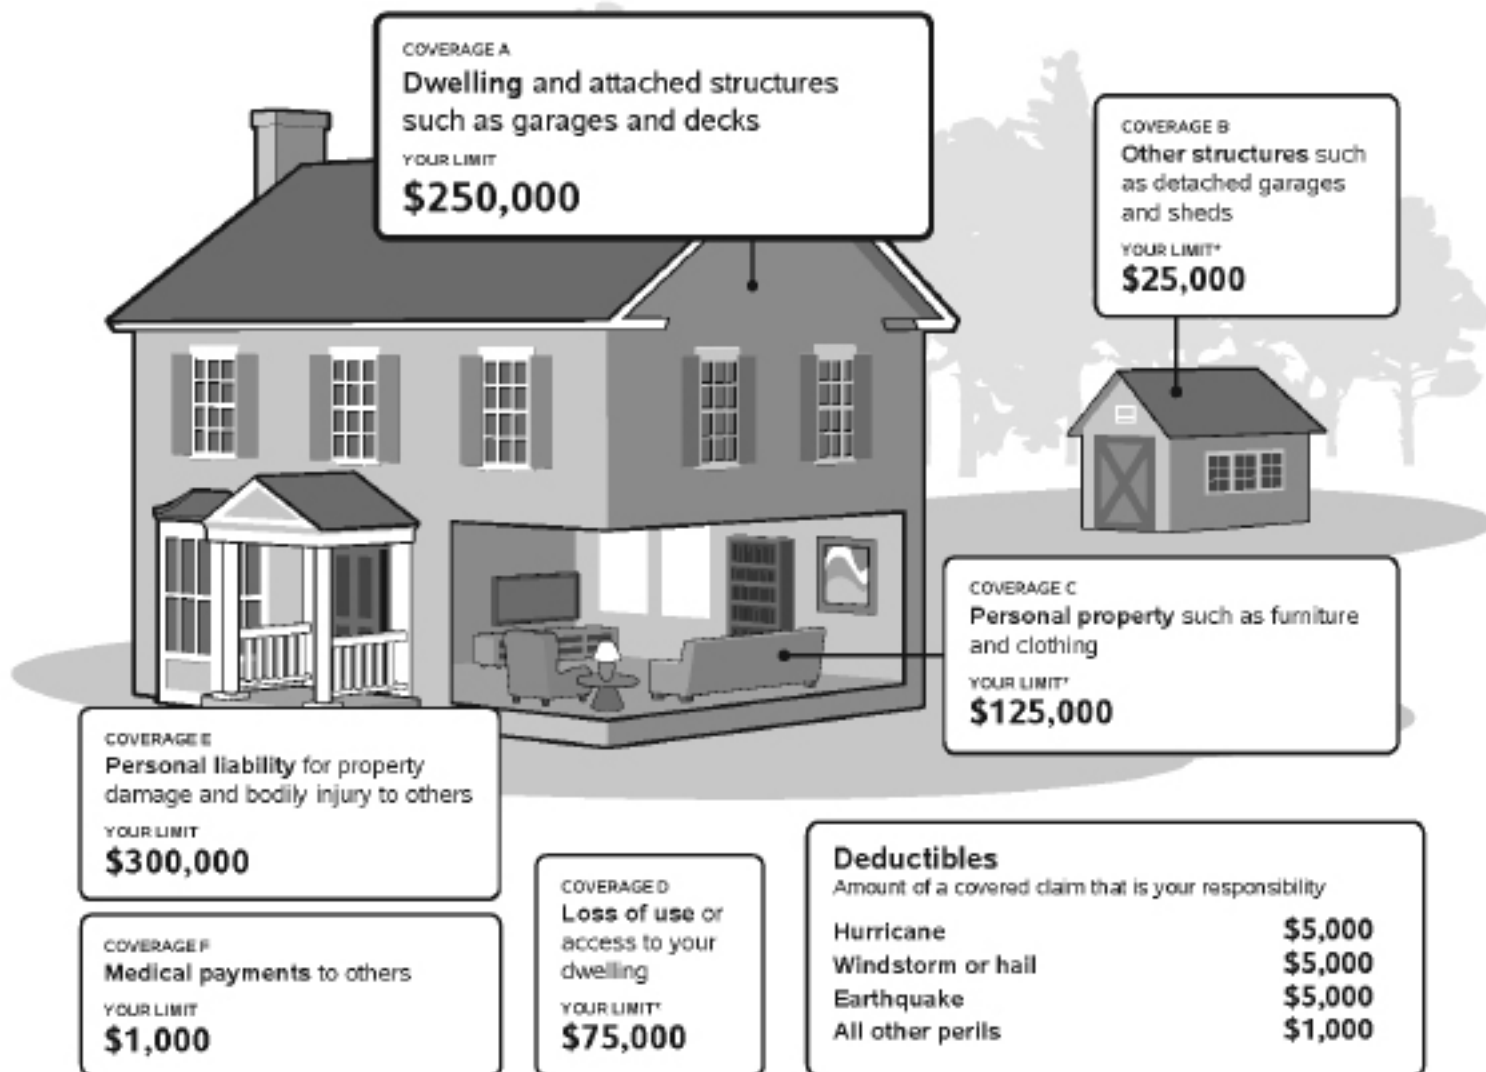 COVERAGE A
Dwelling and attached structures
such as garages and decks
YOUR LIMIT
$250,000
COVERAGE B
Other structures such
as detached garages
and sheds
YOUR LIMIT*
$25,000
COVERAGE C
Personal property such as furniture
and clothing
YOUR LIMIT*
$125,000
COVERAGE E
Personal liability for property
damage and bodily injury to others
YOUR LIMIT
$300,000
COVERAGE F
Medical payments to others
YOUR LIMIT
$1,000
COVERAGE D
Loss of use or
access to your
dwelling
YOUR LIMIT*
$75,000
Deductibles
Amount of a covered claim that is your responsibility
Hurricane $5,000
Windstorm or hail $5,000
Earthquake $5,000
All other perils $1,000